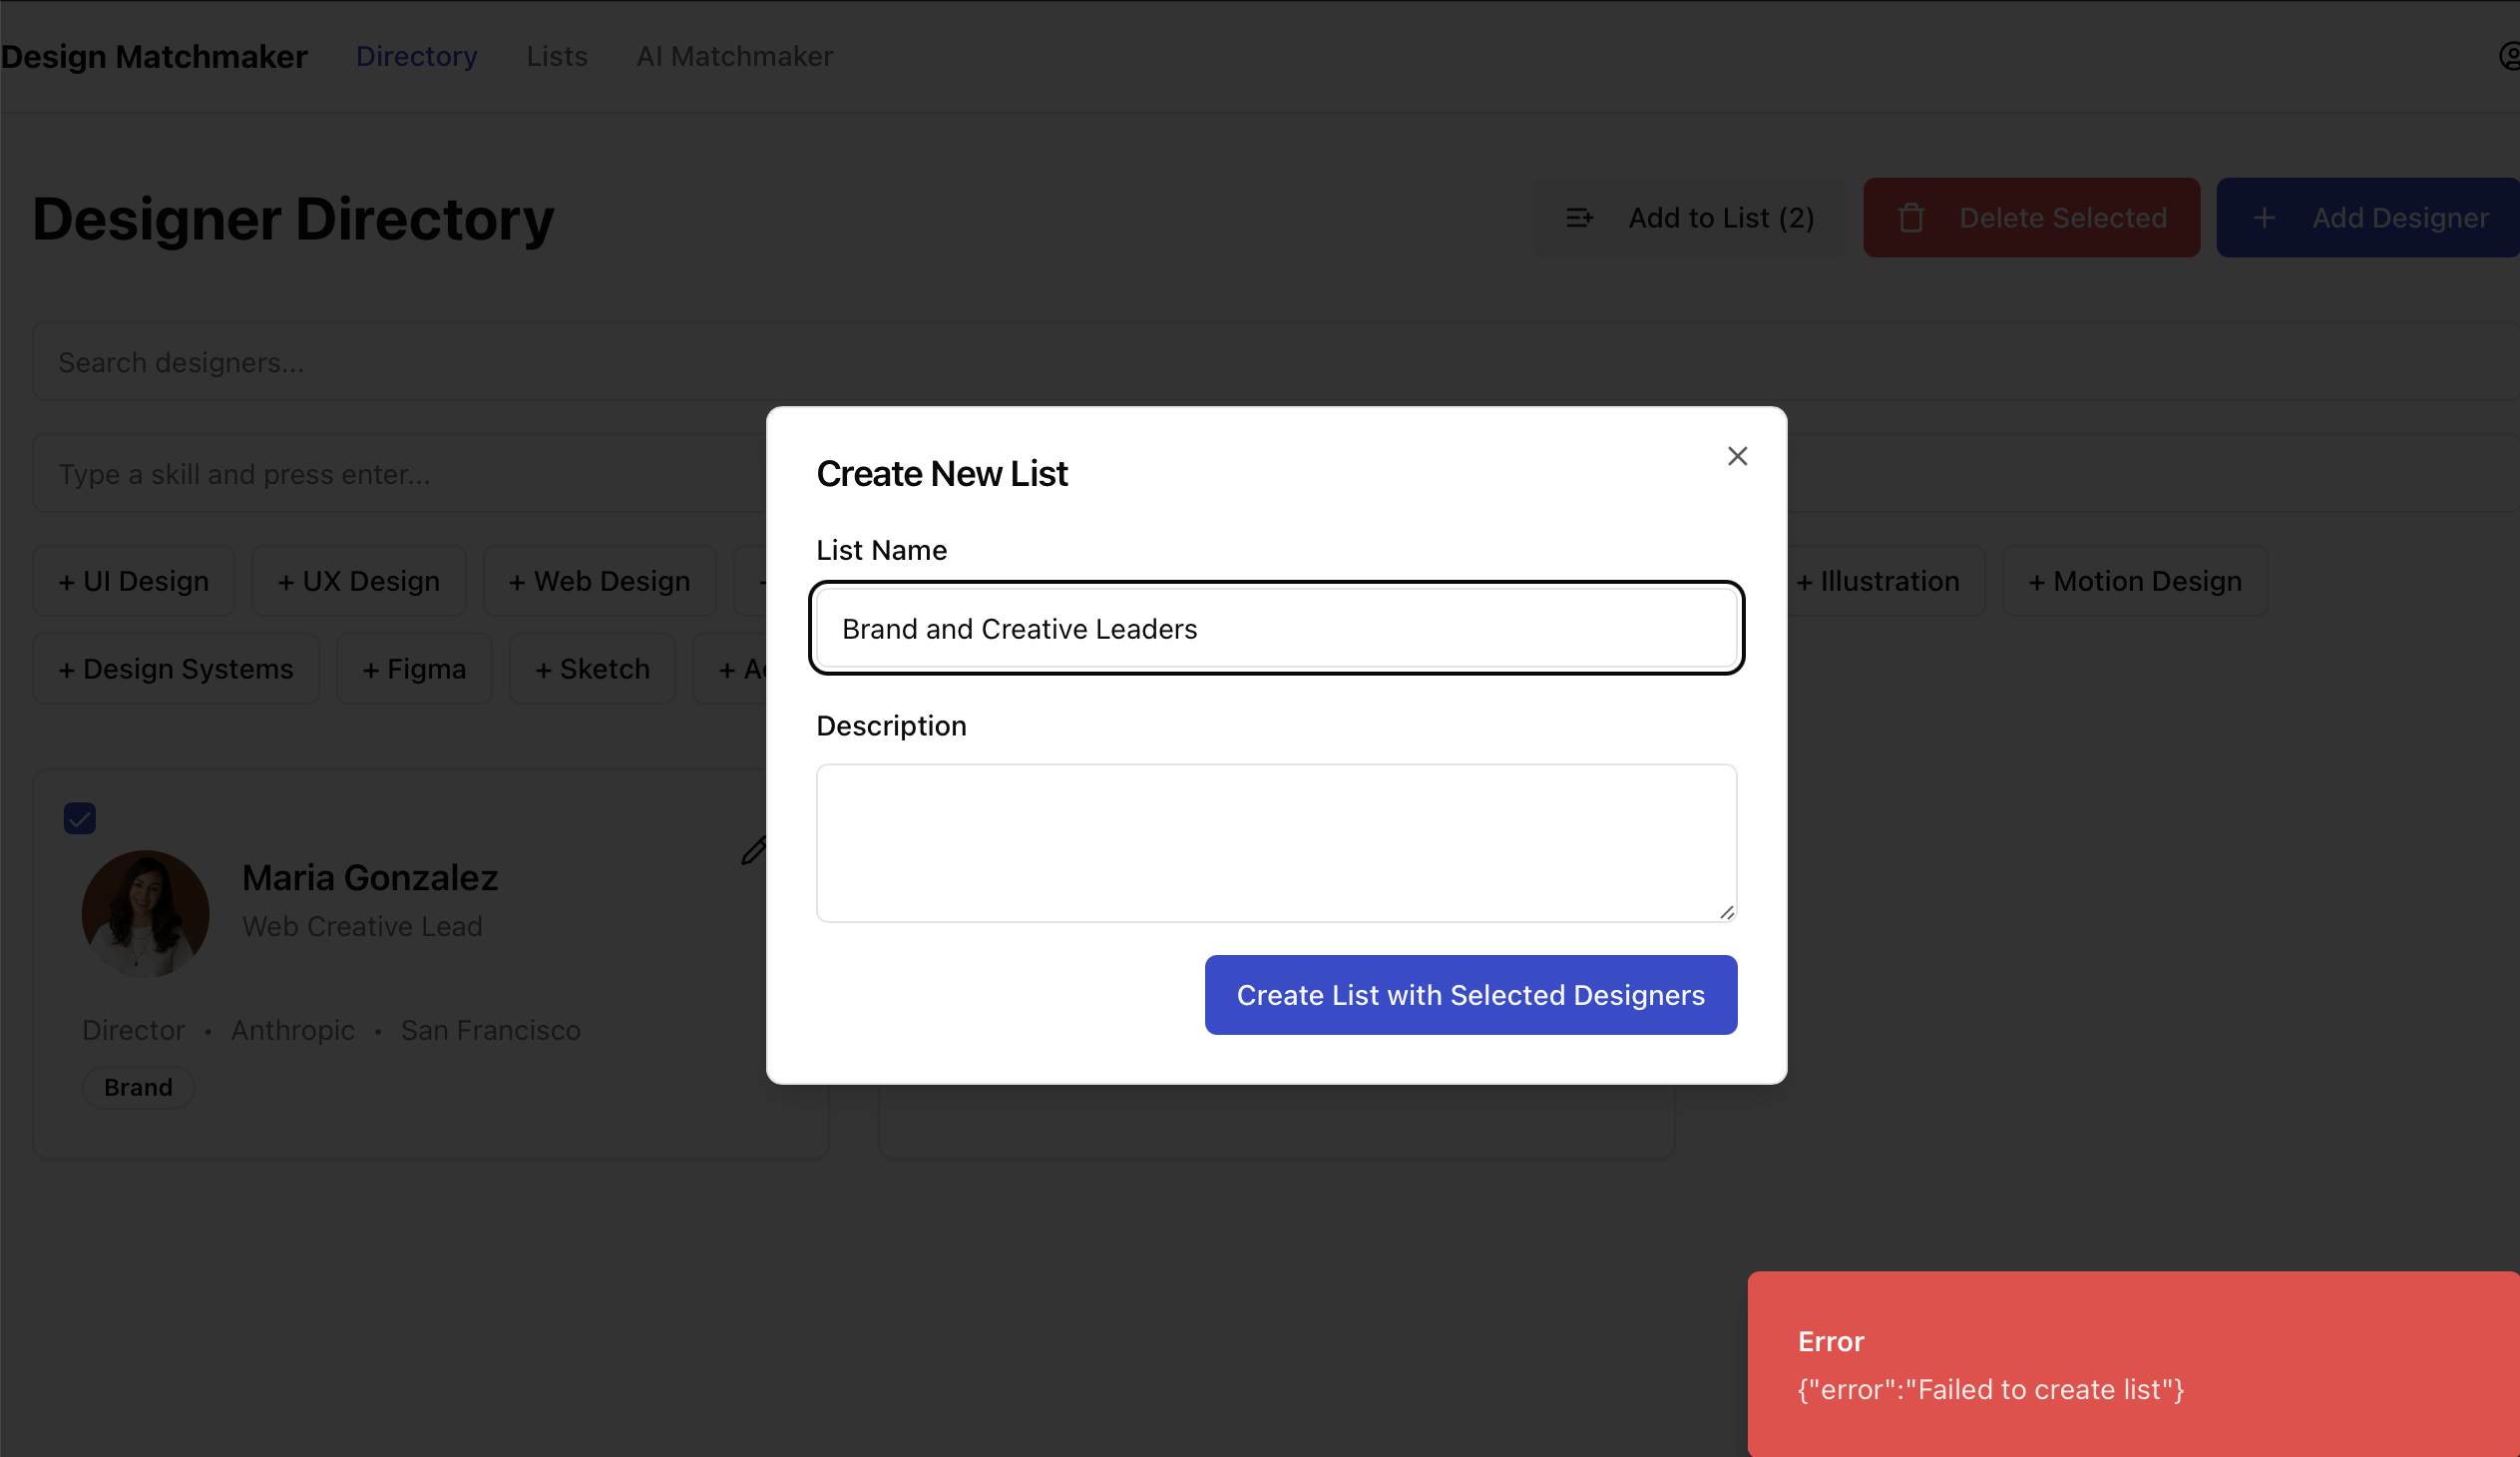 Design Matchmaker Directory Lists AI Matchmaker
Designer Directory
Add to List (2)
Delete Selected
+ Add Designer
Search designers...
Type a skill and press enter...
+ UI Design
+ UX Design
+ Web Design
+ Illustration
+ Motion Design
+ Design Systems
+ Figma
+ Sketch
Maria Gonzalez
Web Creative Lead
Director • Anthropic • San Francisco
Brand
Create New List
List Name
Brand and Creative Leaders
Description
Create List with Selected Designers
Error
{"error":"Failed to create list"}